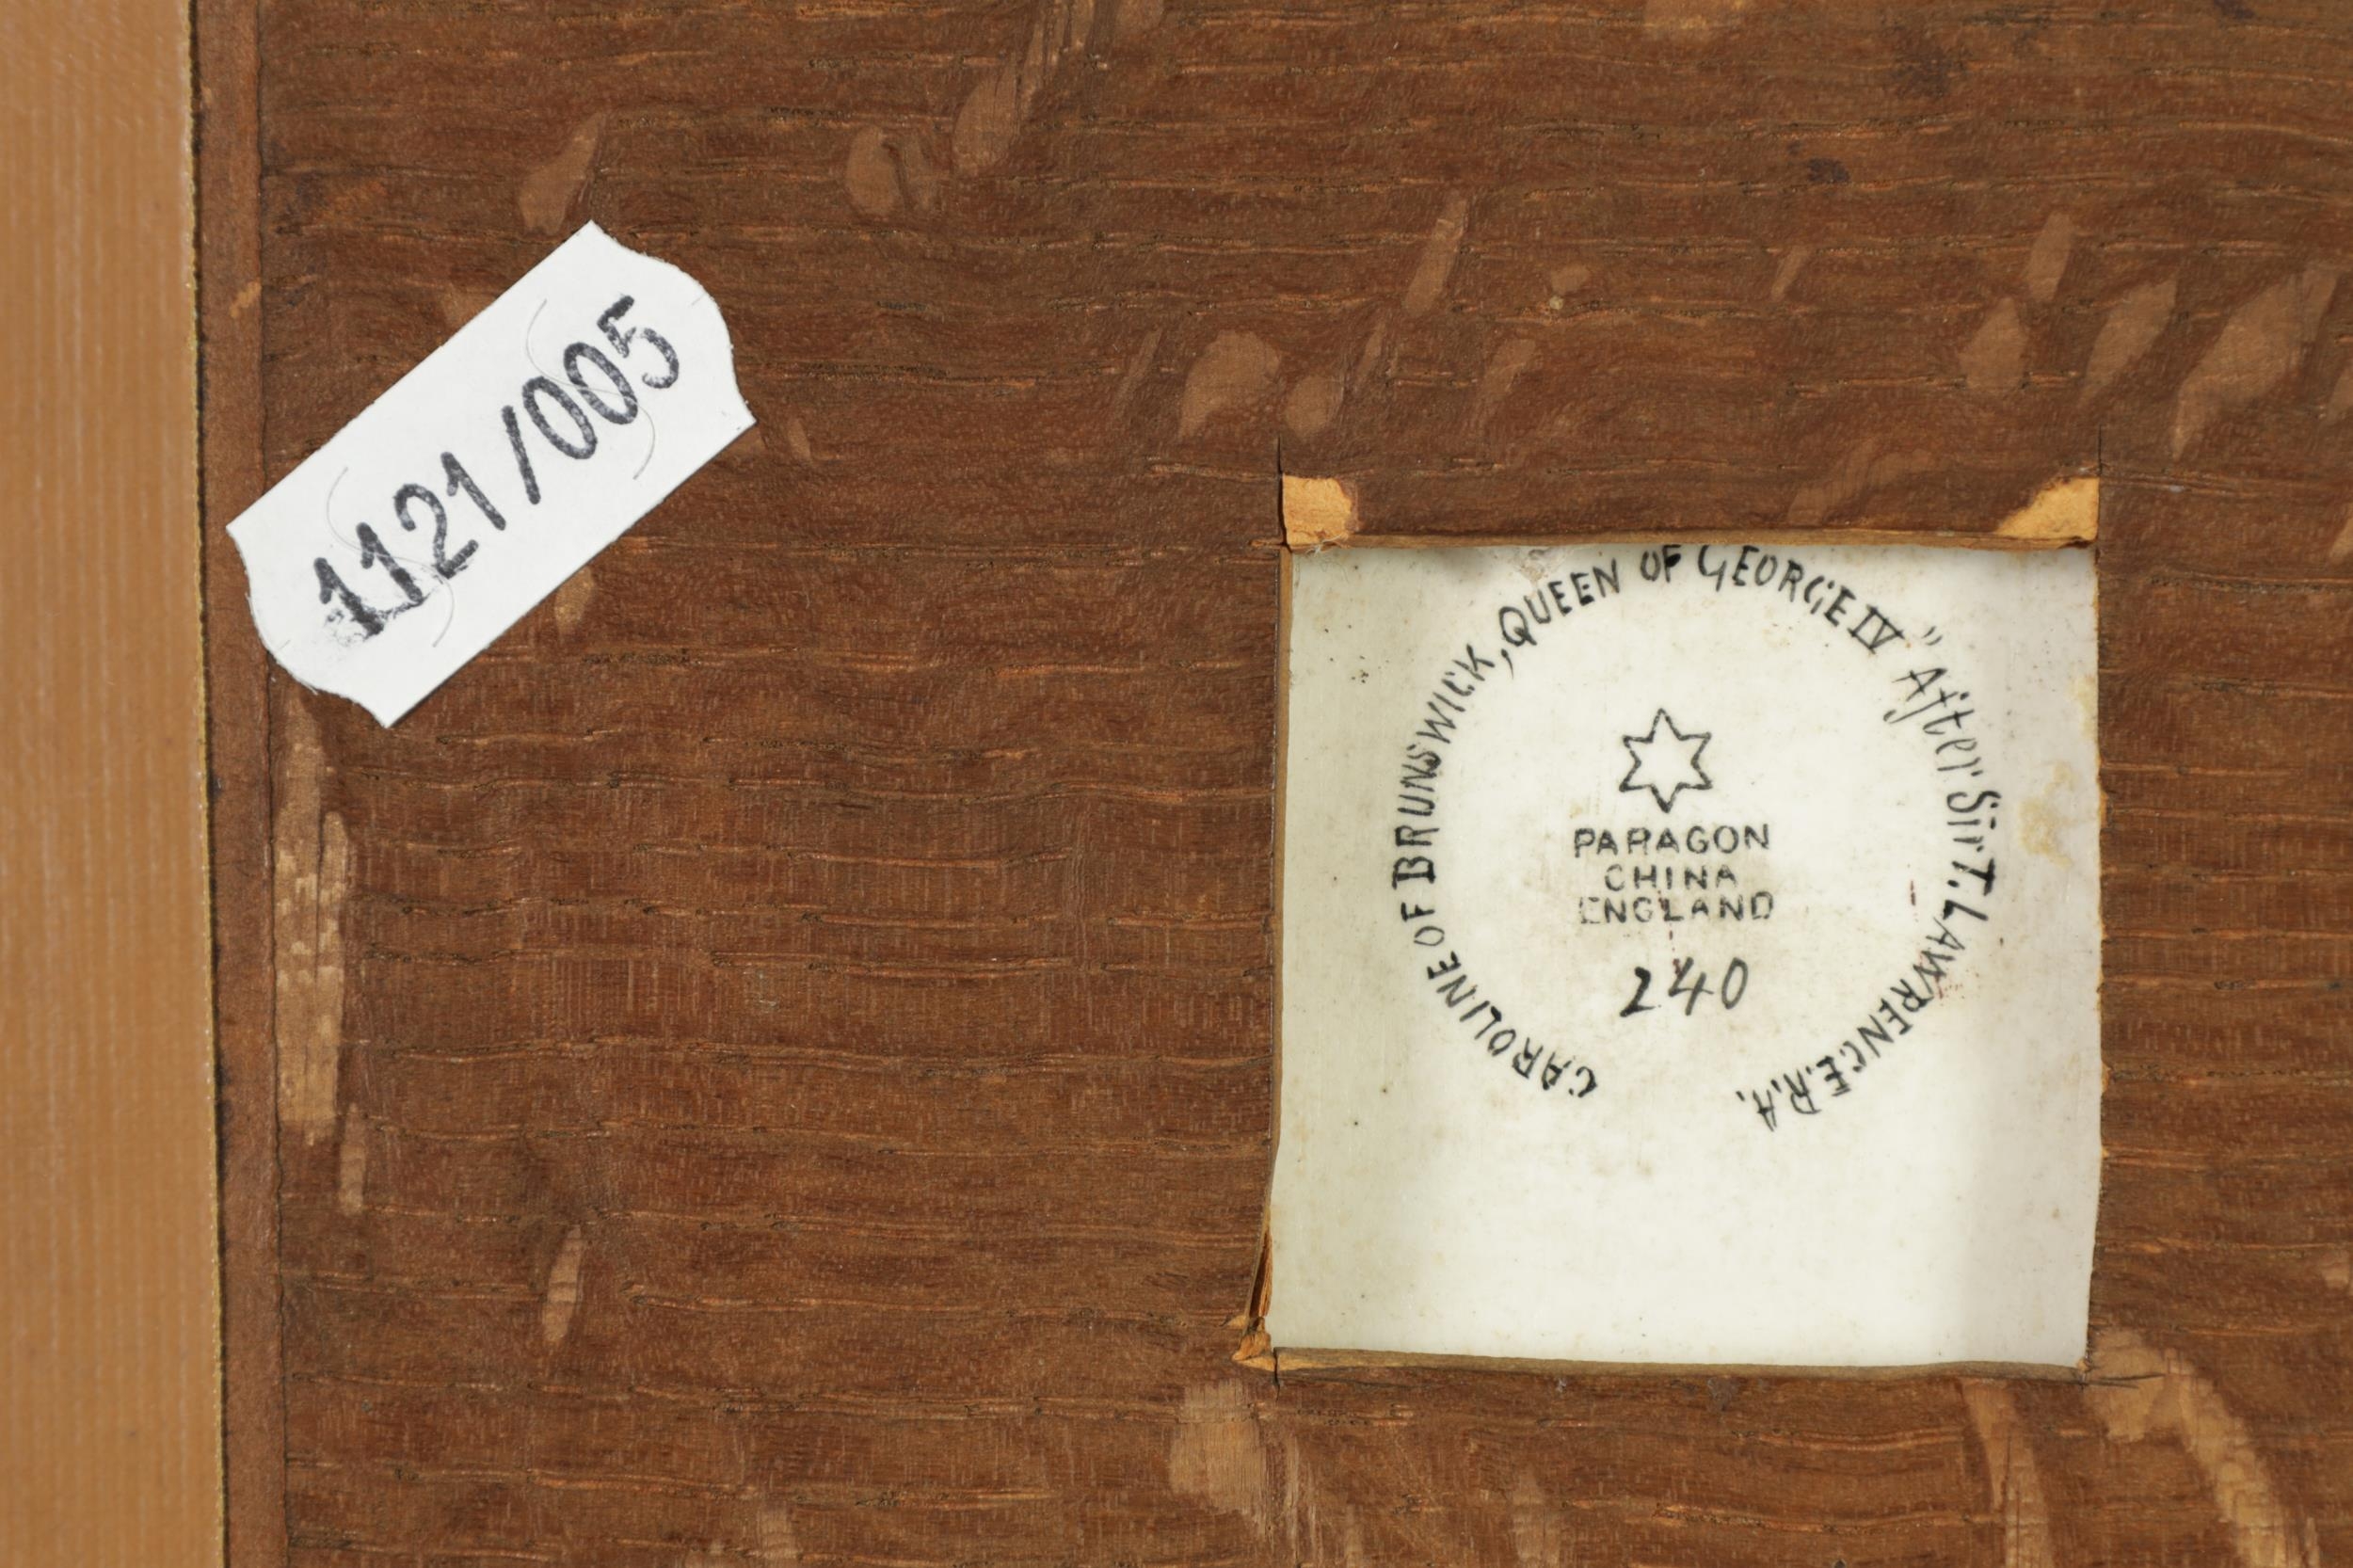 1121/005
CAROLINE OF BRUNSWICK, QUEEN OF GEORGE IV " After Sir T. LAWRENCE.R.A.
PARAGON
CHINA
ENGLAND
240